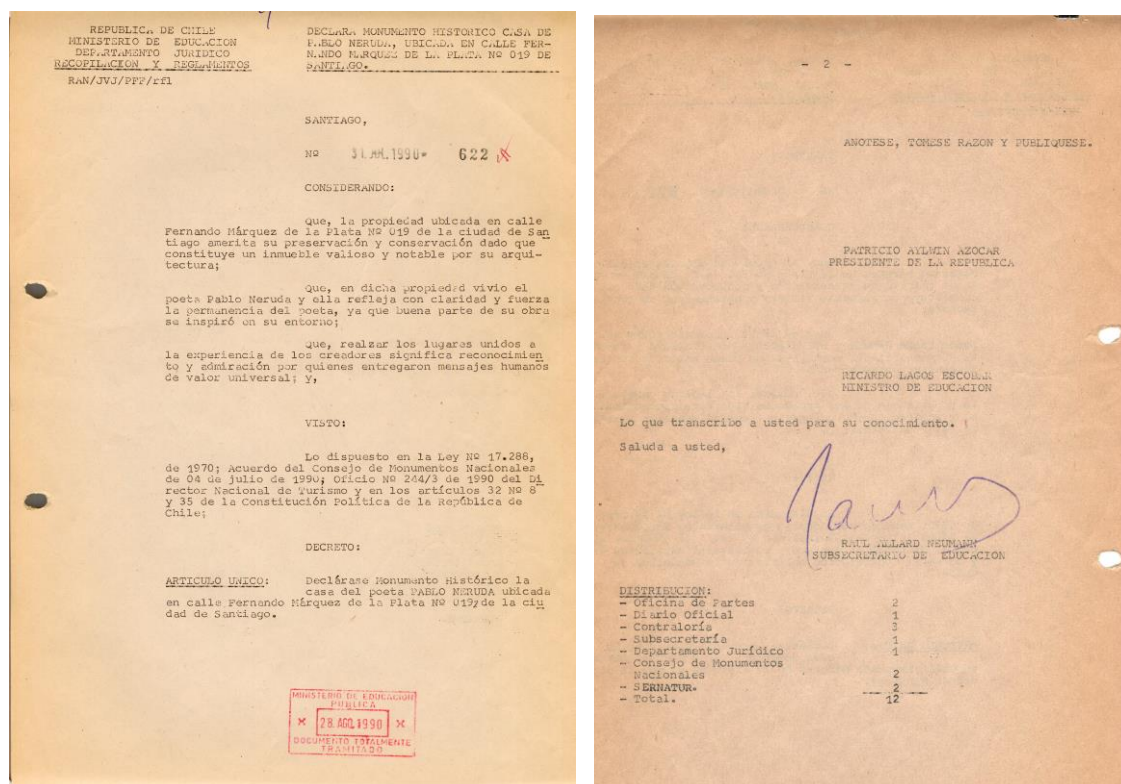 REPUBLICA DE CHILE
MINISTERIO DE EDUCACION
DEPARTAMENTO JURIDICO
RECOPILACION Y REGLAMENTOS
RAN/JVJ/PFF/rfl
DECLARA MONUMENTO HISTORICO CASA DE
PABLO NERUDA, UBICADA EN CALLE FER-
NANDO MARQUEZ DE LA PLATA Nº 019 DE
SANTIAGO.
SANTIAGO,
Nº 31 JUL.1990* 622
CONSIDERANDO:
Que, la propiedad ubicada en calle
Fernando Márquez de la Plata Nº 019 de la ciudad de San
tiago amerita su preservación y conservación dado que
constituye un inmueble valioso y notable por su arqui-
tectura;
Que, en dicha propiedad vivio el
poeta Pablo Neruda y ella refleja con claridad y fuerza
la permanencia del poeta, ya que buena parte de su obra
se inspiró en su entorno;
Que, realzar los lugares unidos a
la experiencia de los creadores significa reconocimien
to y admiración por quienes entregaron mensajes humanos
de valor universal; y,
VISTO:
Lo dispuesto en la Ley Nº 17.288,
de 1970; Acuerdo del Consejo de Monumentos Nacionales
de 04 de julio de 1990; Oficio Nº 244/3 de 1990 del Di
rector Nacional de Turismo y en los artículos 32 Nº 8
y 35 de la Constitución Política de la República de
Chile;
DECRETO:
ARTICULO UNICO: Declárase Monumento Histórico la
casa del poeta PABLO NERUDA ubicada
en calle Fernando Márquez de la Plata Nº 019, de la ciu
dad de Santiago.
MINISTERIO DE EDUCACION
PUBLICA
28 AGO.1990
DOCUMENTO TOTALMENTE
TRAMITADO
- 2 -
ANOTESE, TOMESE RAZON Y PUBLIQUESE.
PATRICIO AYLWIN AZOCAR
PRESIDENTE DE LA REPUBLICA
RICARDO LAGOS ESCOBAR
MINISTRO DE EDUCACION
Lo que transcribo a usted para su conocimiento.
Saluda a usted,
RAUL ALLARD NEUMANN
SUBSECRETARIO DE EDUCACION
DISTRIBUCION:
- Oficina de Partes 2
- Diario Oficial 1
- Contraloría 3
- Subsecretaría 1
- Departamento Jurídico 1
- Consejo de Monumentos
Nacionales 2
- SERNATUR. 2
- Total. 12